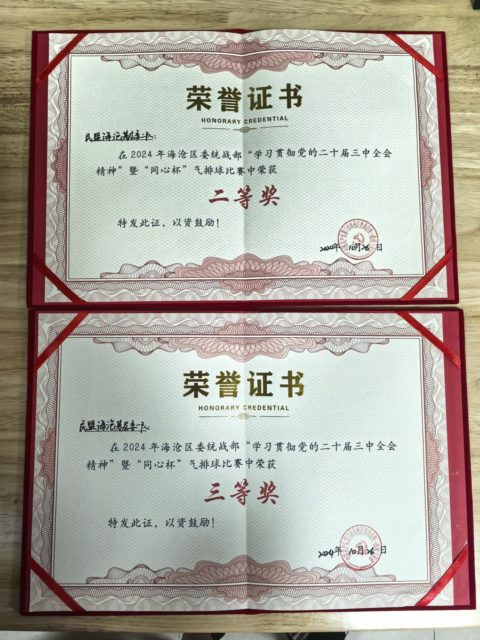 荣誉证书
HONORARY CREDENTIAL
民盟海沧基层委:
在2024年海沧区委统战部“学习贯彻党的二十届三中全会
精神”暨“同心杯”气排球比赛中荣获
二等奖
特发此证，以资鼓励！
2024年10月26日
荣誉证书
HONORARY CREDENTIAL
民盟海沧基层委:
在2024年海沧区委统战部“学习贯彻党的二十届三中全会
精神”暨“同心杯”气排球比赛中荣获
三等奖
特发此证，以资鼓励！
2024年10月26日